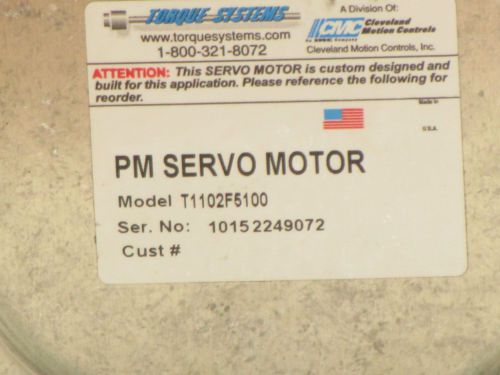 TORQUE SYSTEMS
www.torquesystems.com
1-800-321-8072
A Division Of:
CMC Cleveland
Motion Controls
Cleveland Motion Controls, Inc.
ATTENTION: This SERVO MOTOR is custom designed and
built for this application. Please reference the following for
reorder.
Made in
U.S.A.
PM SERVO MOTOR
Model T1102F5100
Ser. No: 10152249072
Cust #